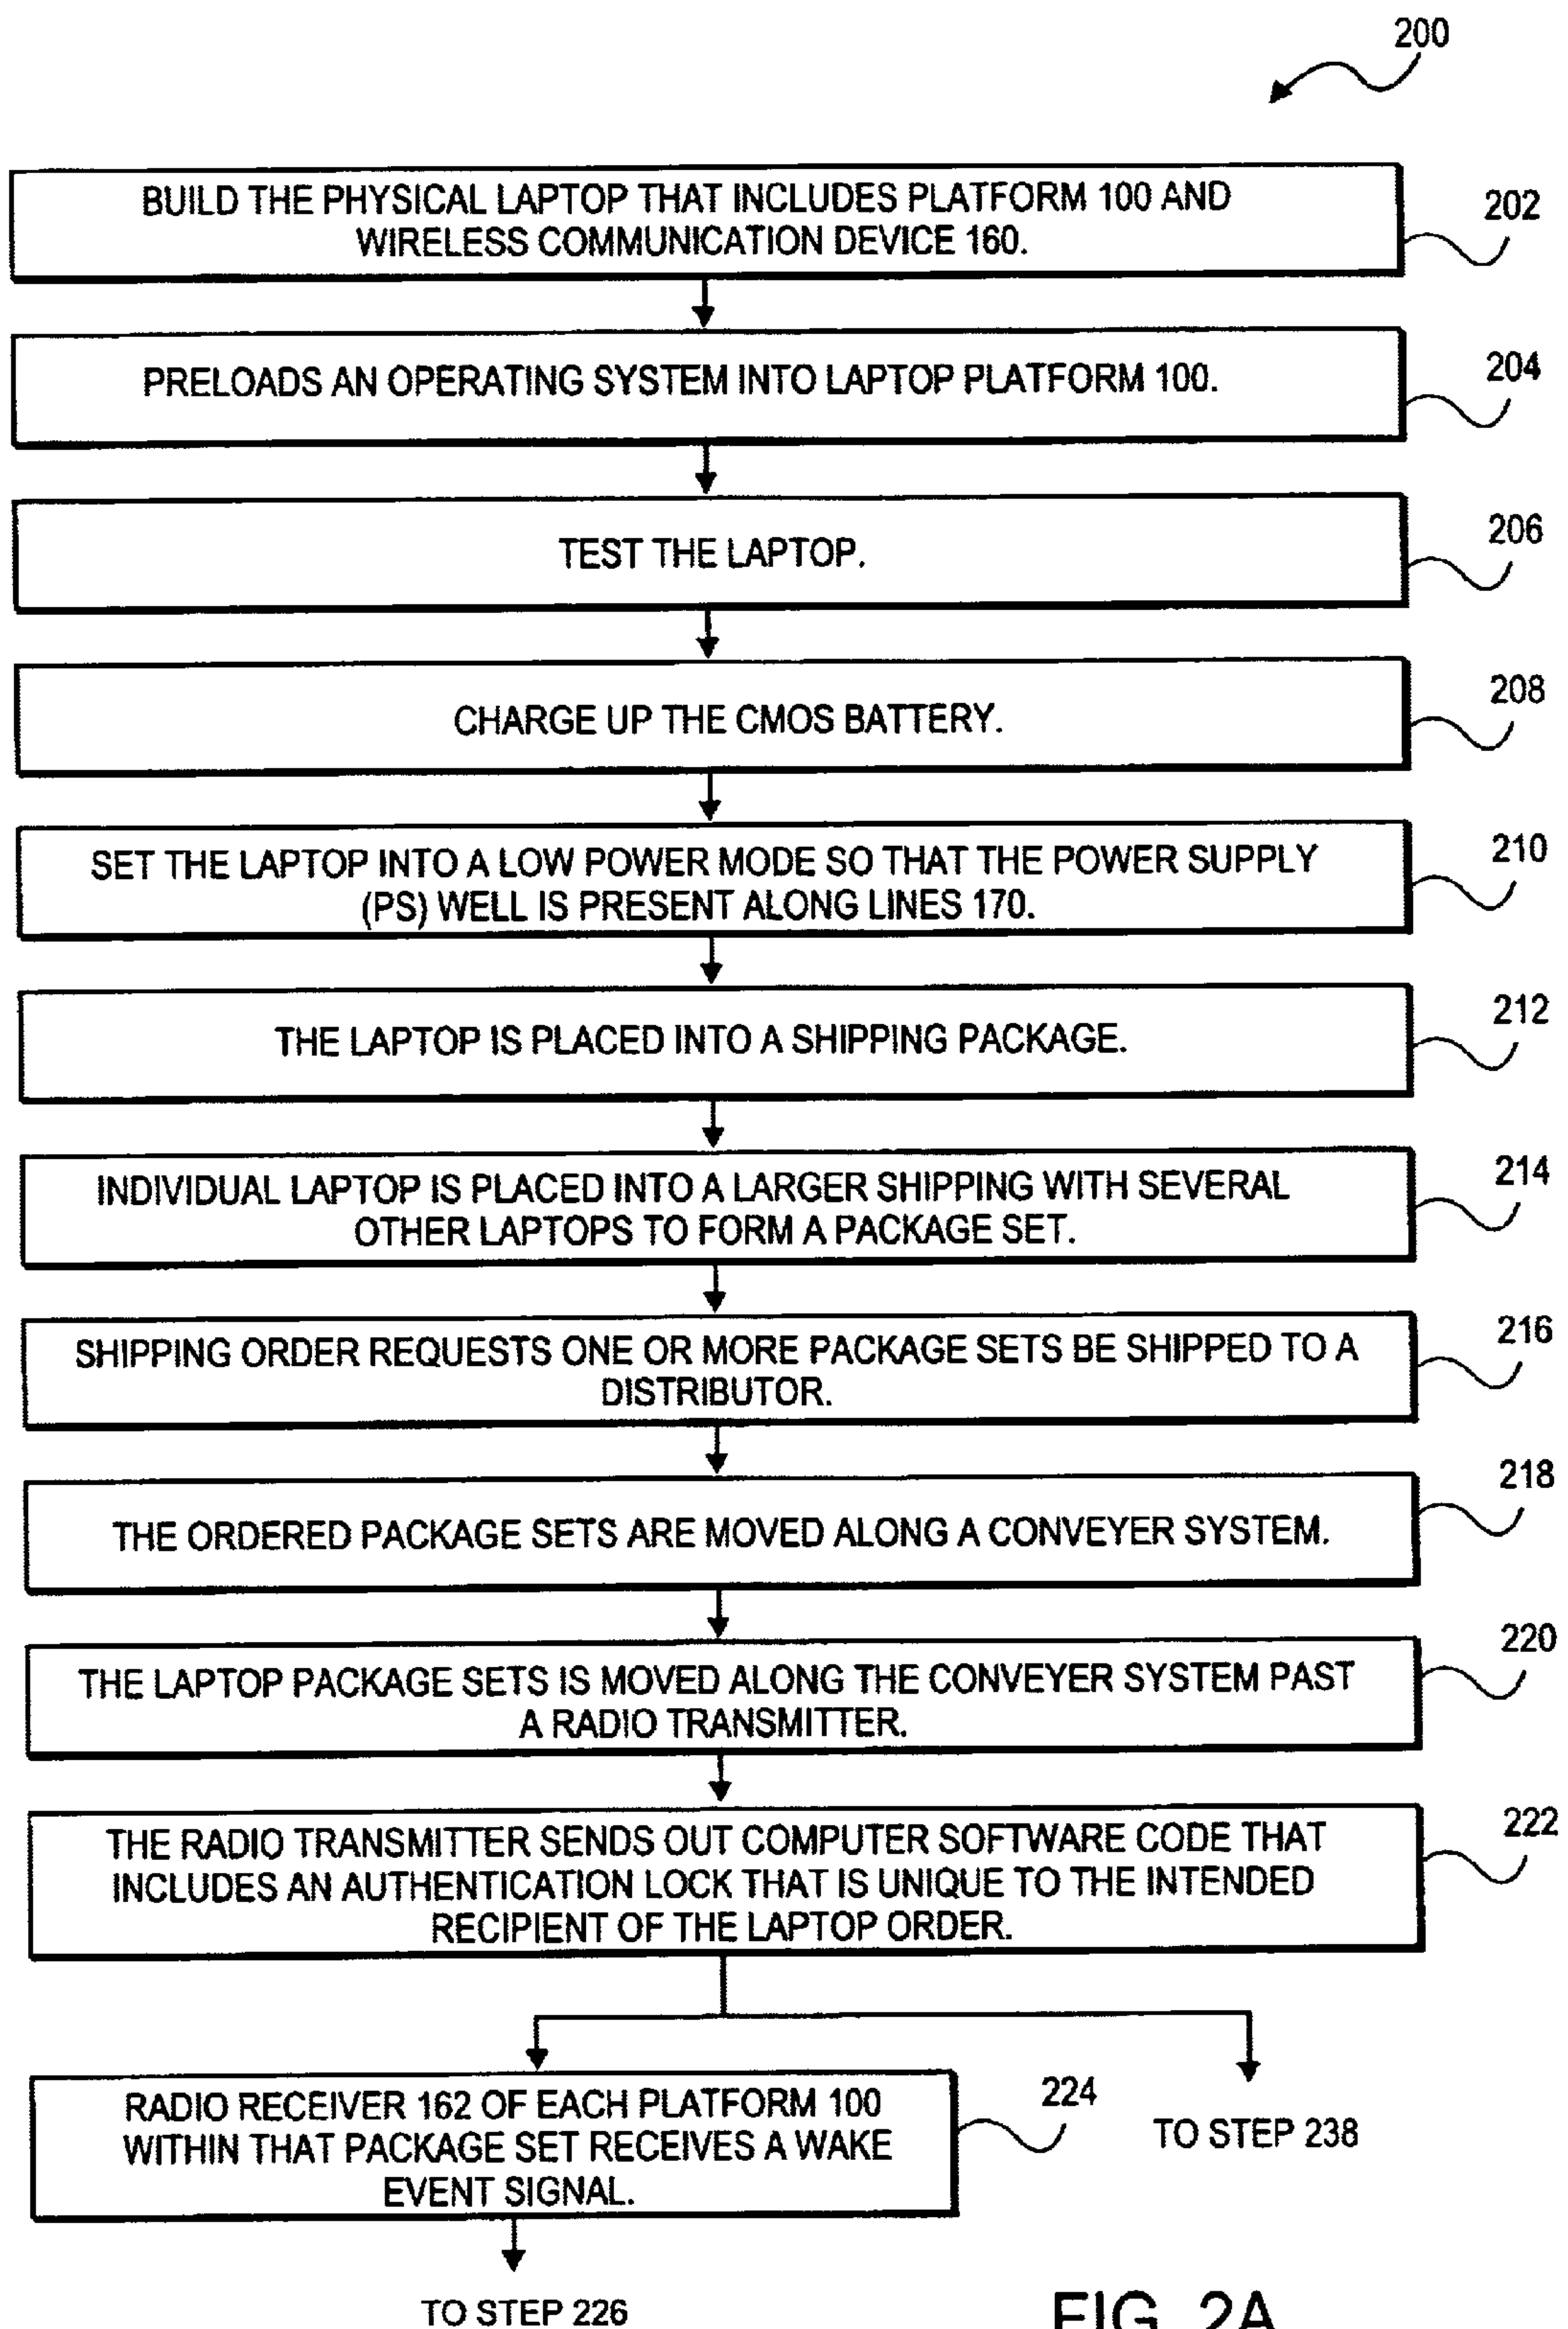 200
BUILD THE PHYSICAL LAPTOP THAT INCLUDES PLATFORM 100 AND
WIRELESS COMMUNICATION DEVICE 160.
202
PRELOADS AN OPERATING SYSTEM INTO LAPTOP PLATFORM 100.
204
TEST THE LAPTOP.
206
CHARGE UP THE CMOS BATTERY.
208
SET THE LAPTOP INTO A LOW POWER MODE SO THAT THE POWER SUPPLY
(PS) WELL IS PRESENT ALONG LINES 170.
210
THE LAPTOP IS PLACED INTO A SHIPPING PACKAGE.
212
INDIVIDUAL LAPTOP IS PLACED INTO A LARGER SHIPPING WITH SEVERAL
OTHER LAPTOPS TO FORM A PACKAGE SET.
214
SHIPPING ORDER REQUESTS ONE OR MORE PACKAGE SETS BE SHIPPED TO A
DISTRIBUTOR.
216
THE ORDERED PACKAGE SETS ARE MOVED ALONG A CONVEYER SYSTEM.
218
THE LAPTOP PACKAGE SETS IS MOVED ALONG THE CONVEYER SYSTEM PAST
A RADIO TRANSMITTER.
220
THE RADIO TRANSMITTER SENDS OUT COMPUTER SOFTWARE CODE THAT
INCLUDES AN AUTHENTICATION LOCK THAT IS UNIQUE TO THE INTENDED
RECIPIENT OF THE LAPTOP ORDER.
222
RADIO RECEIVER 162 OF EACH PLATFORM 100
WITHIN THAT PACKAGE SET RECEIVES A WAKE
EVENT SIGNAL.
224
TO STEP 238
TO STEP 226
FIG. 2A